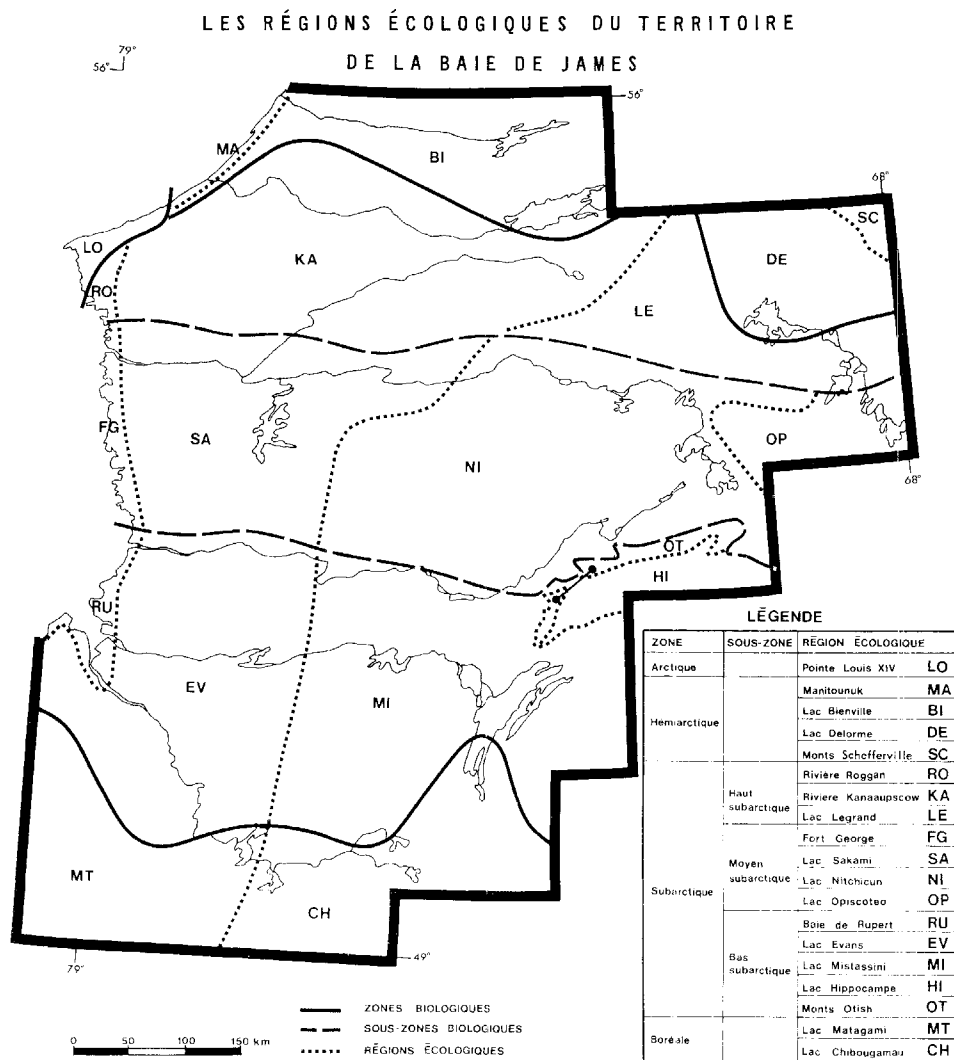 LES RÉGIONS ÉCOLOGIQUES DU TERRITOIRE
DE LA BAIE DE JAMES
79°
56°
56°
68°
MA
BI
SC
LO
KA
DE
RO
LE
FG
SA
OP
NI
68°
OT
HI
RU
EV
MI
MT
CH
79°
49°
LÉGENDE
ZONE SOUS-ZONE RÉGION ÉCOLOGIQUE
Arctique Pointe Louis XIV LO
Hémiarctique
Manitounuk MA
Lac Bienville BI
Lac Delorme DE
Monts Schefferville SC
Subarctique
Haut subarctique
Rivière Roggan RO
Rivière Kanaaupscow KA
Lac Legrand LE
Moyen subarctique
Fort George FG
Lac Sakami SA
Lac Nitchicun NI
Lac Opiscoteo OP
Bas subarctique
Baie de Rupert RU
Lac Evans EV
Lac Mistassini MI
Lac Hippocampe HI
Monts Otish OT
Boréale
Lac Matagami MT
Lac Chibougamau CH
ZONES BIOLOGIQUES
SOUS-ZONES BIOLOGIQUES
RÉGIONS ÉCOLOGIQUES
0 50 100 150 km